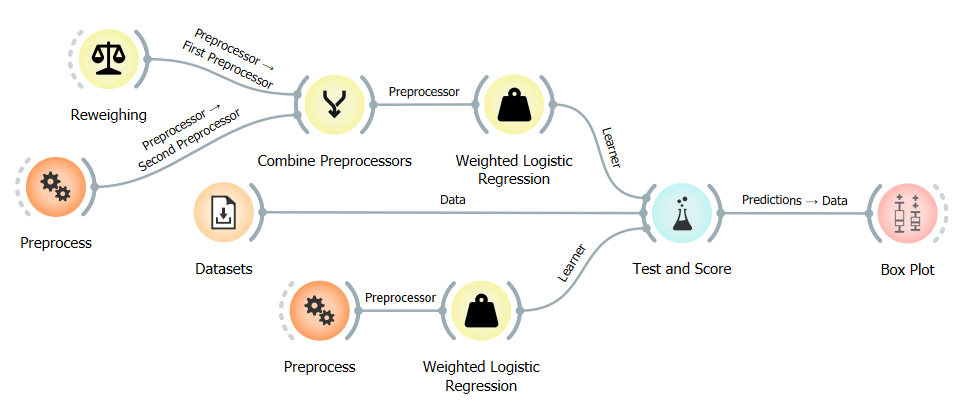 Preprocessor →
First Preprocessor
Reweighing
Preprocessor →
Second Preprocessor
Preprocess
Combine Preprocessors
Preprocessor
Weighted Logistic
Regression
Learner
Datasets
Data
Test and Score
Predictions → Data
Box Plot
Preprocess
Preprocessor
Weighted Logistic
Regression
Learner